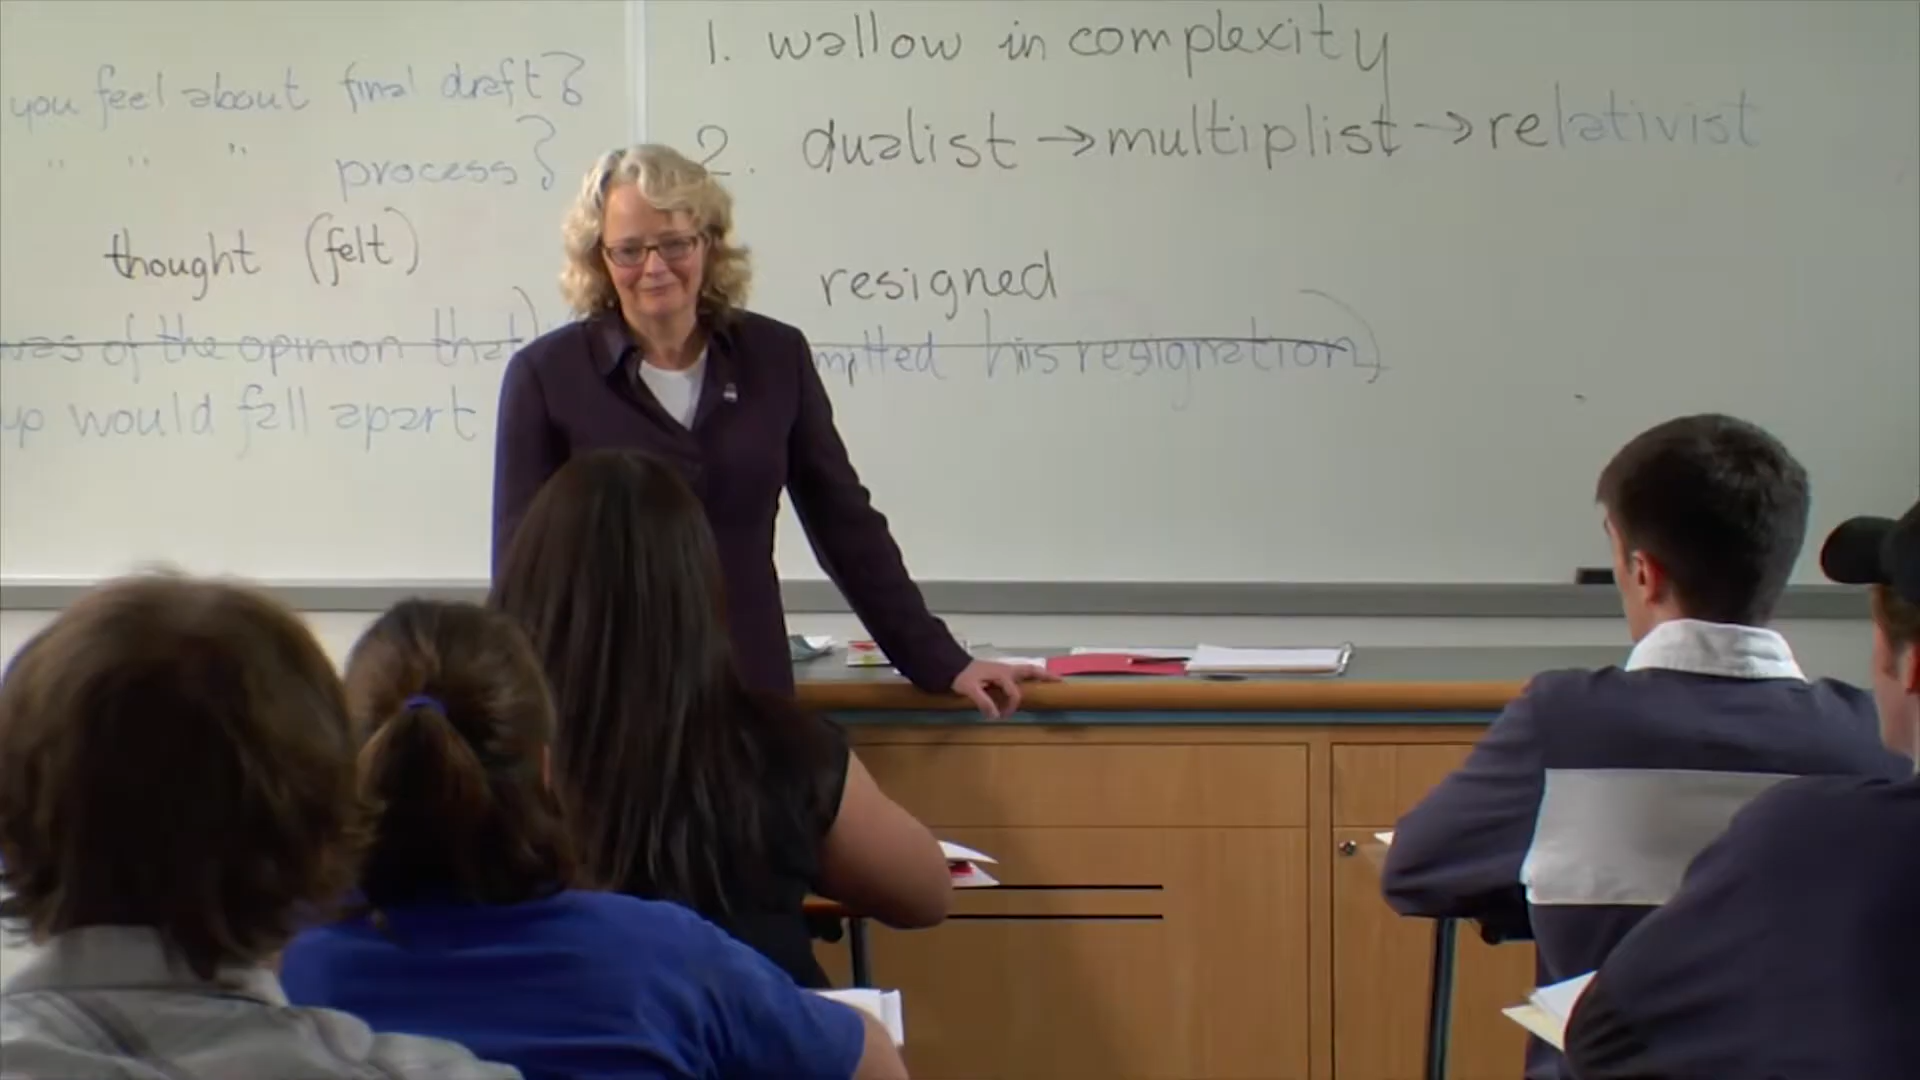 you feel about final draft?
" " " process?
thought (felt)
was of the opinion that)
up would fall apart
1. wallow in complexity
2. dualist → multiplist → relativist
resigned
his resignation)